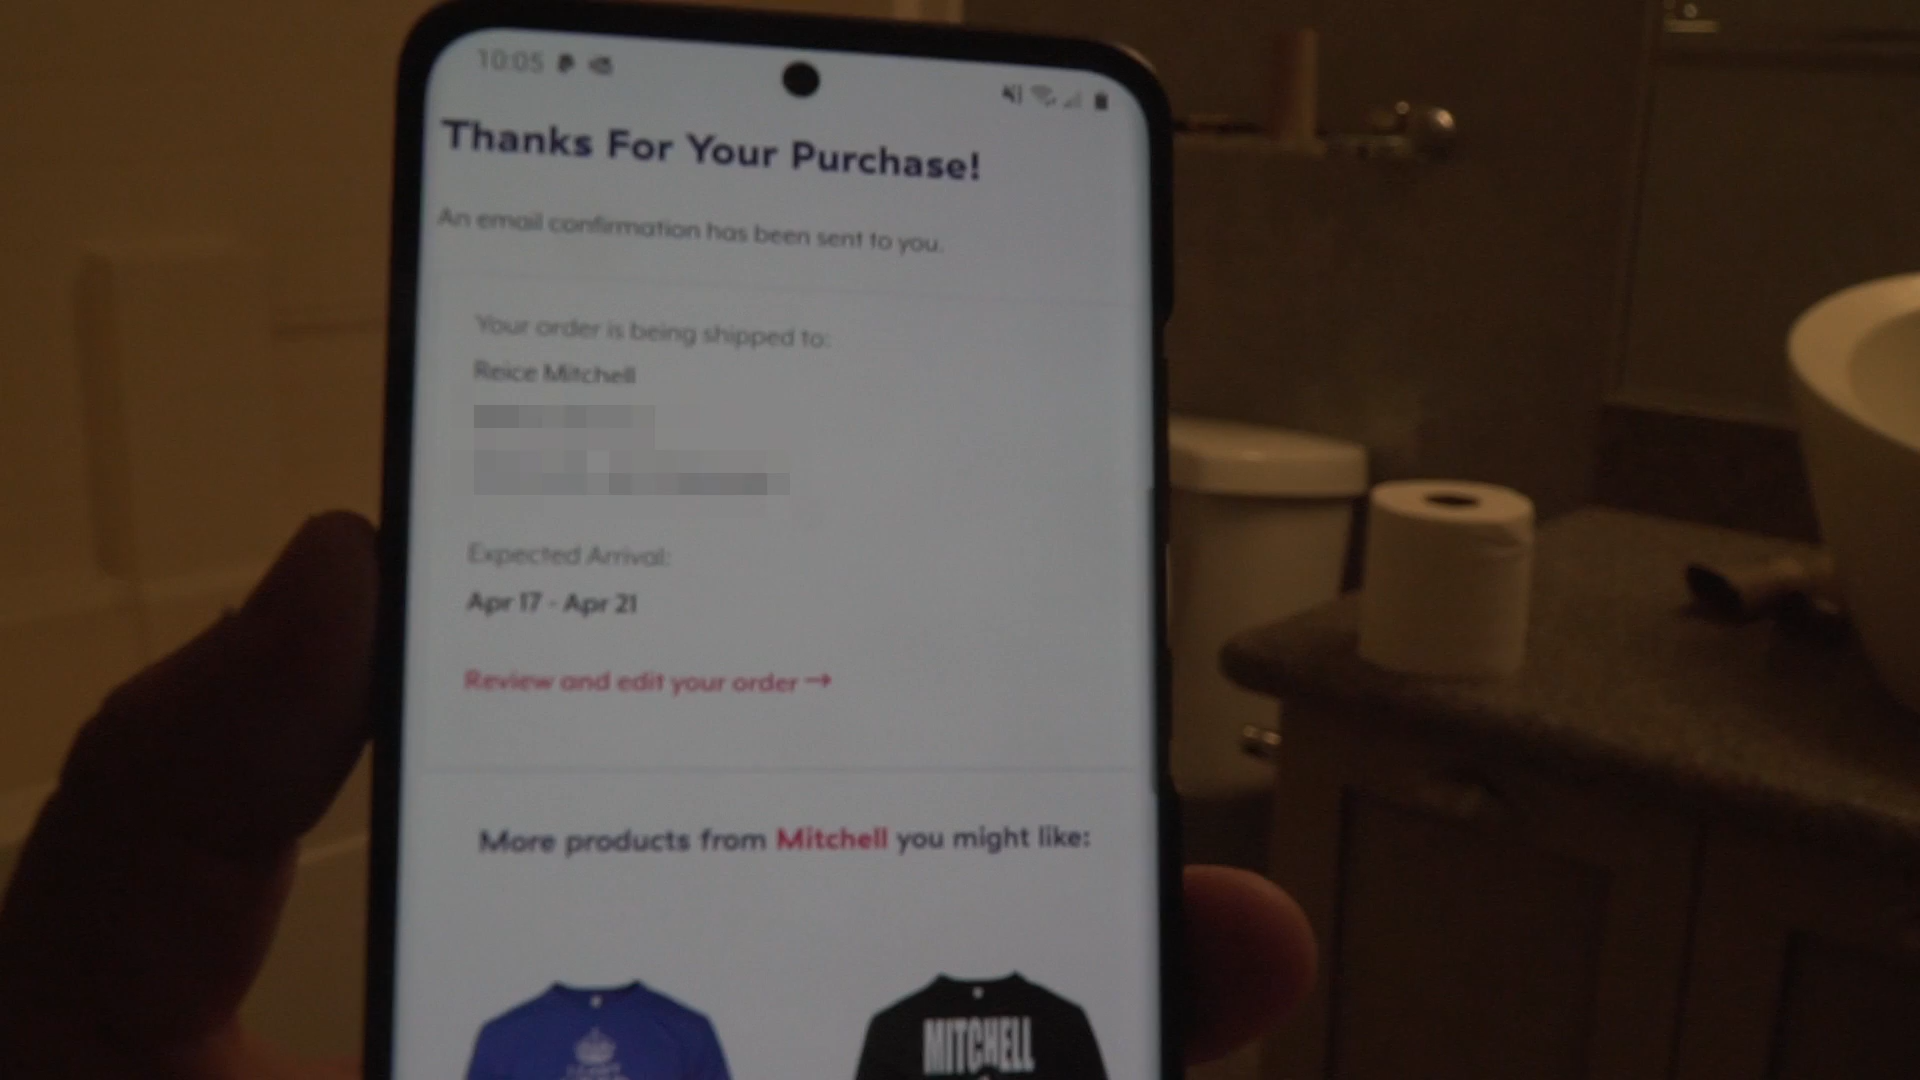 10:05
Thanks For Your Purchase!
An email confirmation has been sent to you.
Your order is being shipped to:
Reice Mitchell
Expected Arrival:
Apr 17 - Apr 21
Review and edit your order →
More products from Mitchell you might like:
MITCHELL